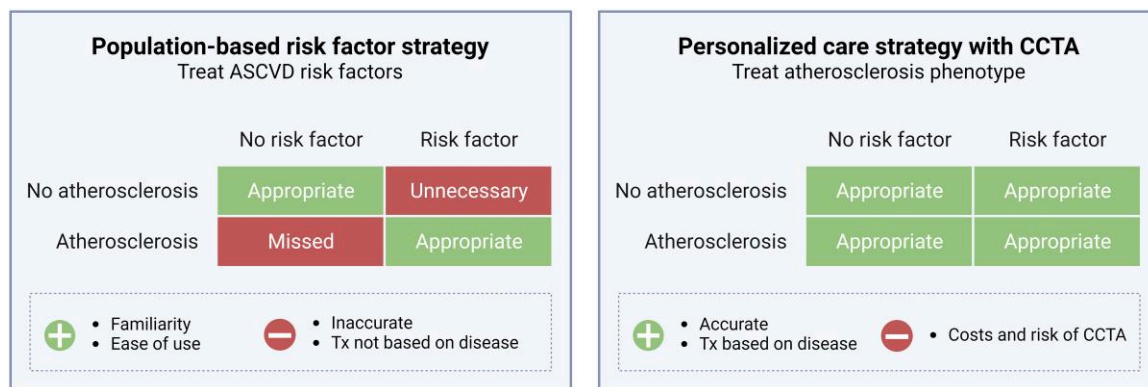 Population-based risk factor strategy
Treat ASCVD risk factors
No risk factor Risk factor
No atherosclerosis Appropriate Unnecessary
Atherosclerosis Missed Appropriate
• Familiarity
• Ease of use
• Inaccurate
• Tx not based on disease
Personalized care strategy with CCTA
Treat atherosclerosis phenotype
No risk factor Risk factor
No atherosclerosis Appropriate Appropriate
Atherosclerosis Appropriate Appropriate
• Accurate
• Tx based on disease
• Costs and risk of CCTA